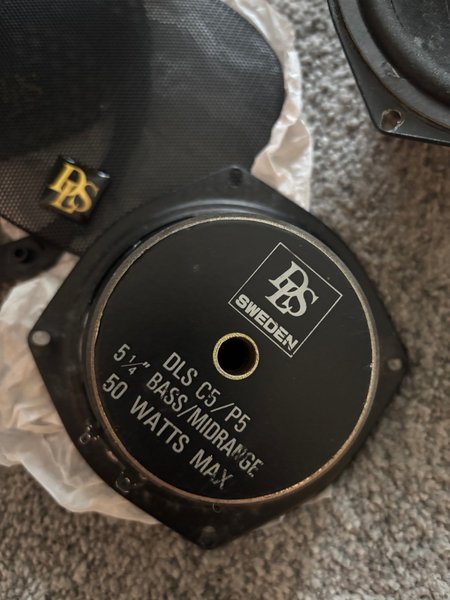 DLS
DLS
SWEDEN
DLS C5/P5
5 1/4" BASS/MIDRANGE
50 WATTS MAX